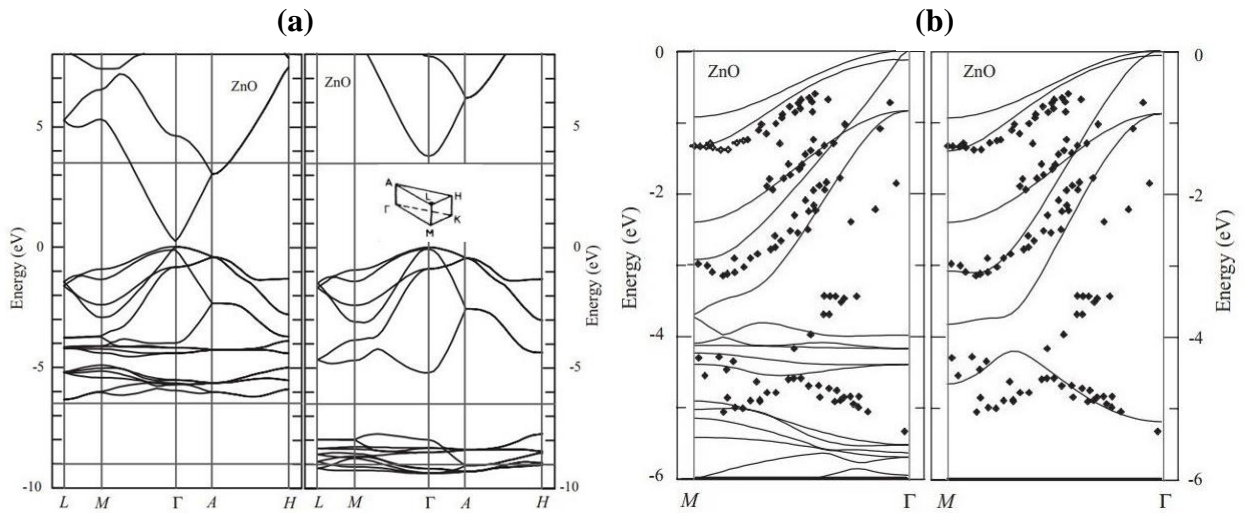 (a)
ZnO
ZnO
5
0
-5
-10
Energy (eV)
L M Γ A H
A
L
H
Γ
K
M
5
0
-5
-10
Energy (eV)
L M Γ A H
(b)
ZnO
ZnO
0
-2
-4
-6
Energy (eV)
M Γ
0
-2
-4
-6
Energy (eV)
M Γ